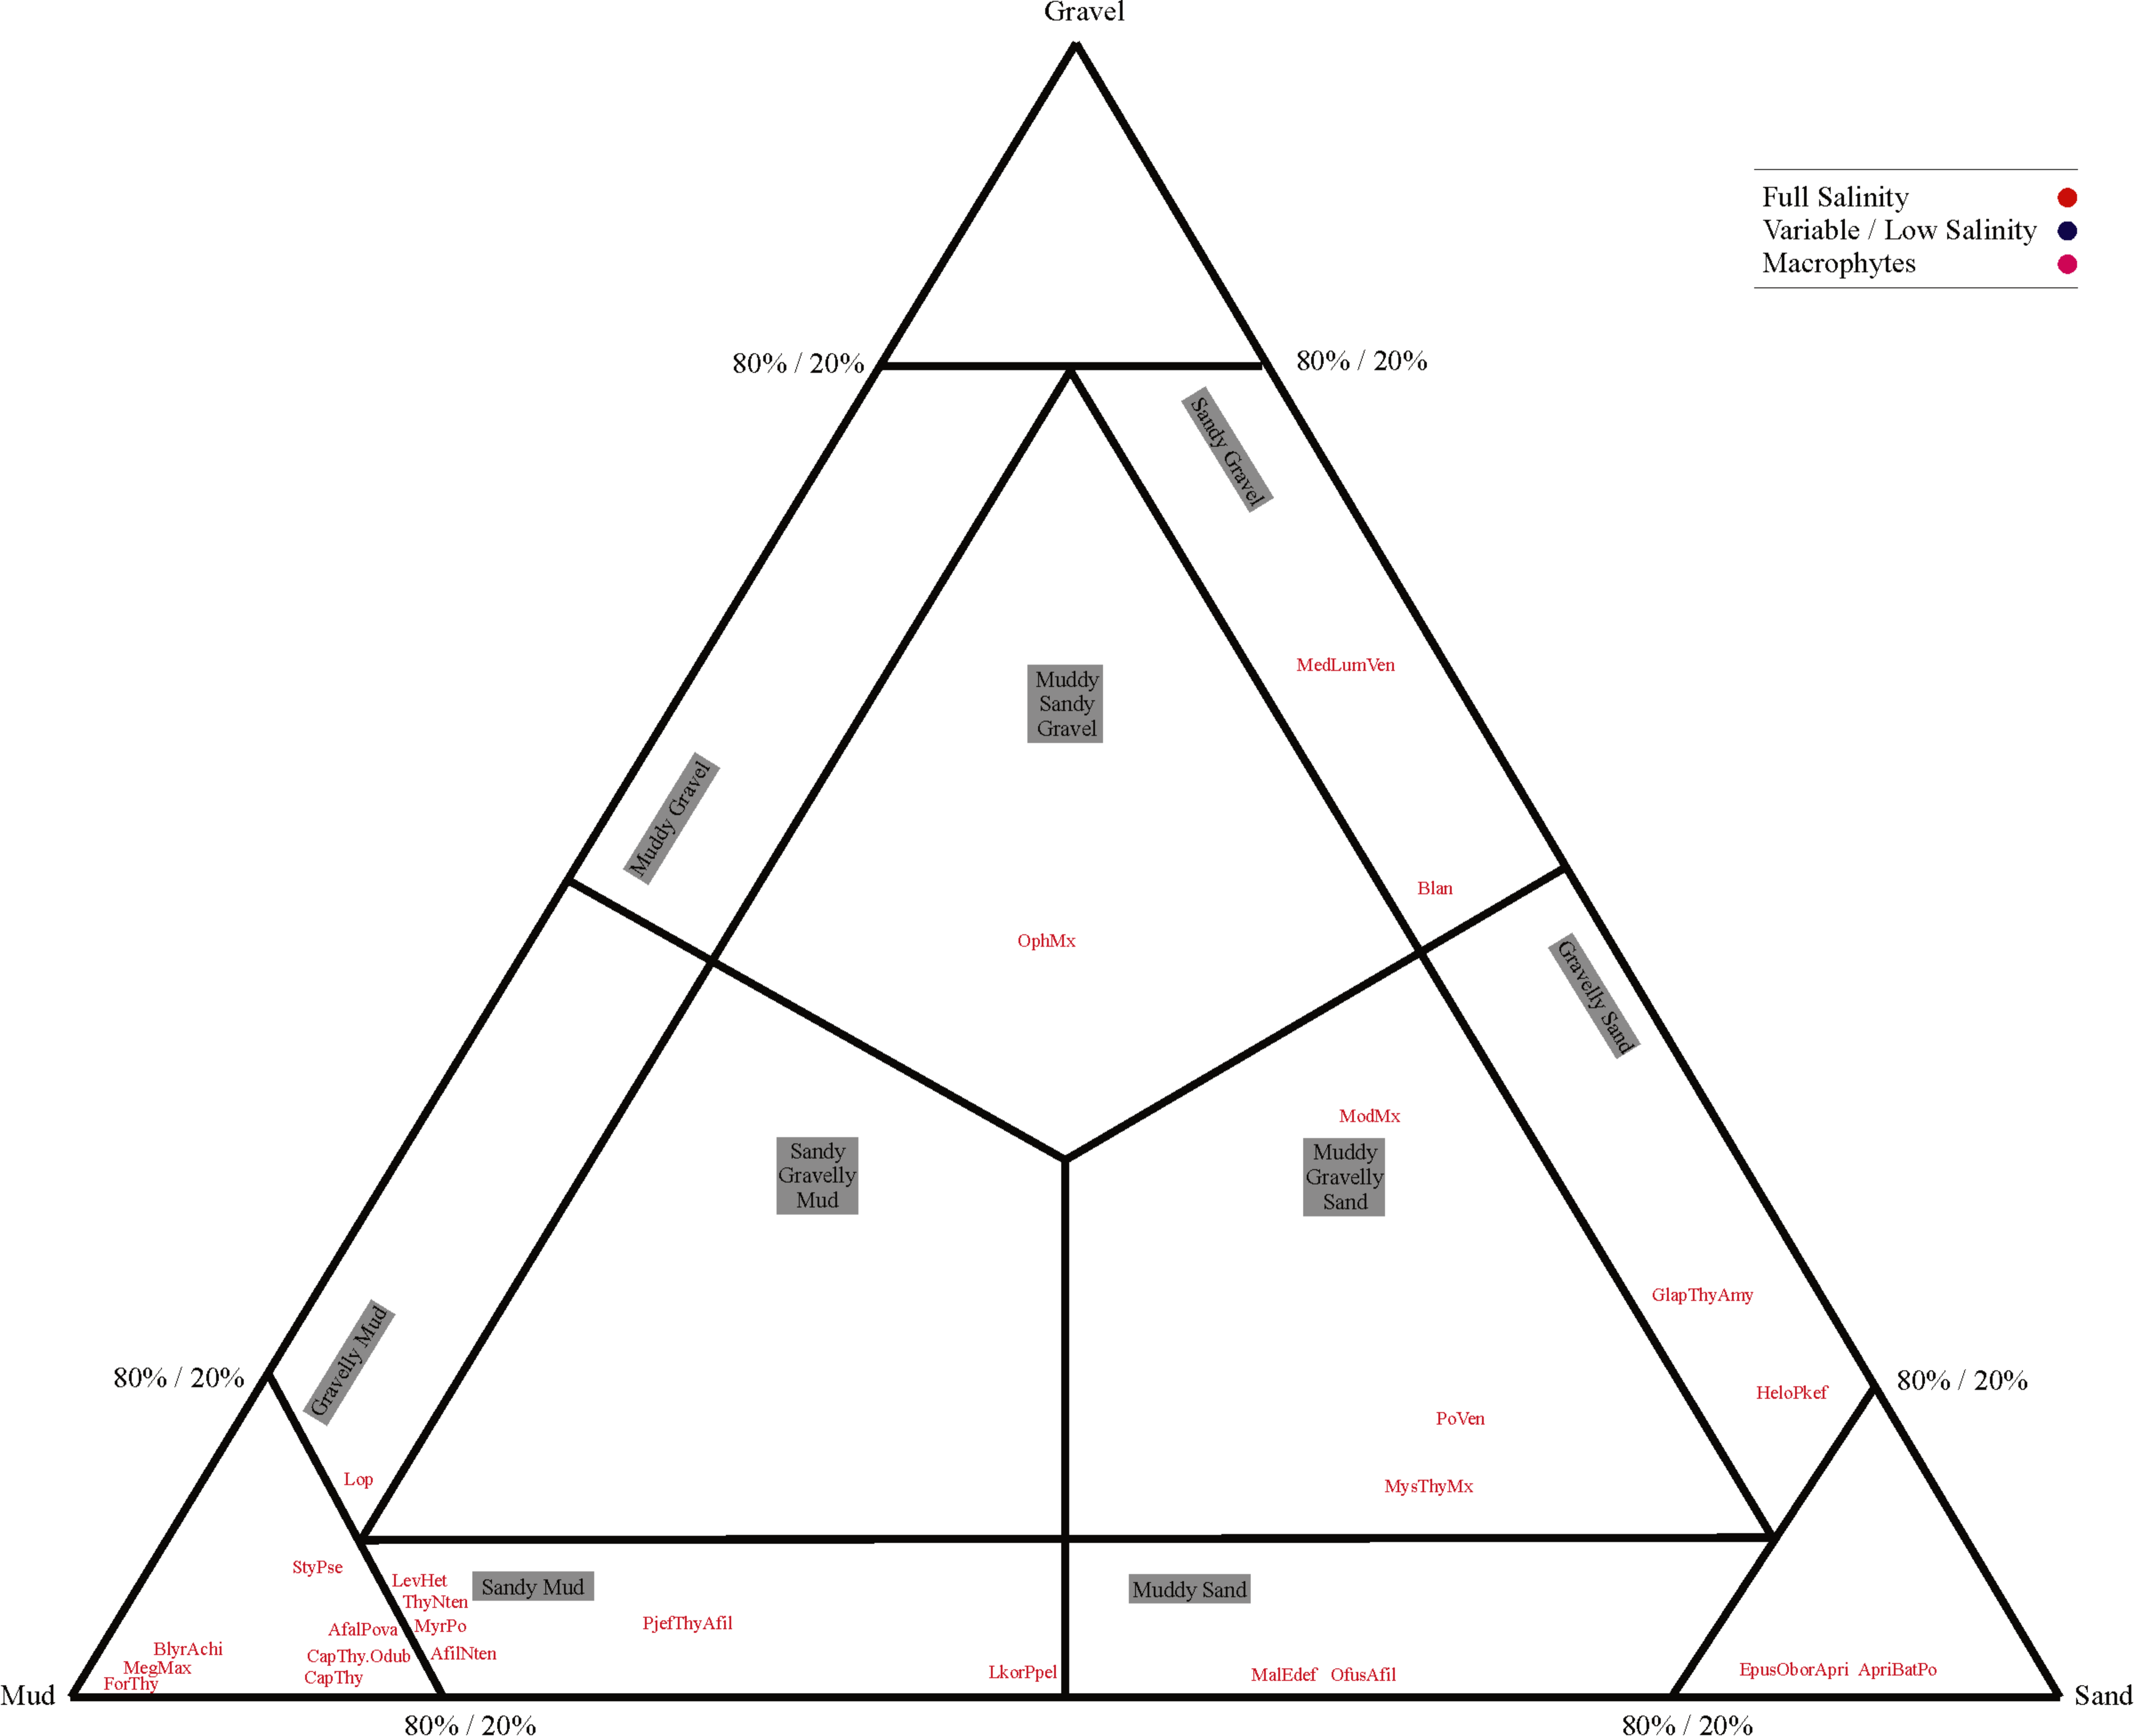 Gravel
Full Salinity
Variable / Low Salinity
Macrophytes
80% / 20%
80% / 20%
Sandy Gravel
MedLumVen
Muddy
Sandy
Gravel
Muddy Gravel
Blan
OphMx
Gravelly Sand
ModMx
Sandy
Gravelly
Mud
Muddy
Gravelly
Sand
GlapThyAmy
Gravelly Mud
80% / 20%
80% / 20%
HeloPkef
PoVen
Lop
MysThyMx
StyPse
LevHet
Sandy Mud
Muddy Sand
ThyNten
PjefThyAfil
AfalPova
MyrPo
BlyrAchi
CapThy.Odub
AfilNten
MegMax
LkorPpel
MalEdef
OfusAfil
EpusOborApri
ApriBatPo
CapThy
ForThy
Mud
Sand
80% / 20%
80% / 20%